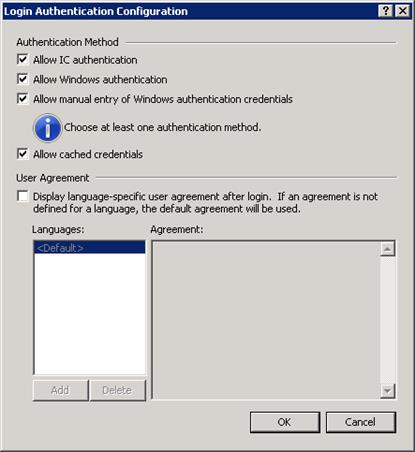 Login Authentication Configuration
Authentication Method
Allow IC authentication
Allow Windows authentication
Allow manual entry of Windows authentication credentials
Choose at least one authentication method.
Allow cached credentials
User Agreement
Display language-specific user agreement after login. If an agreement is not
defined for a language, the default agreement will be used.
Languages: Agreement:
<Default>
Add Delete
OK Cancel